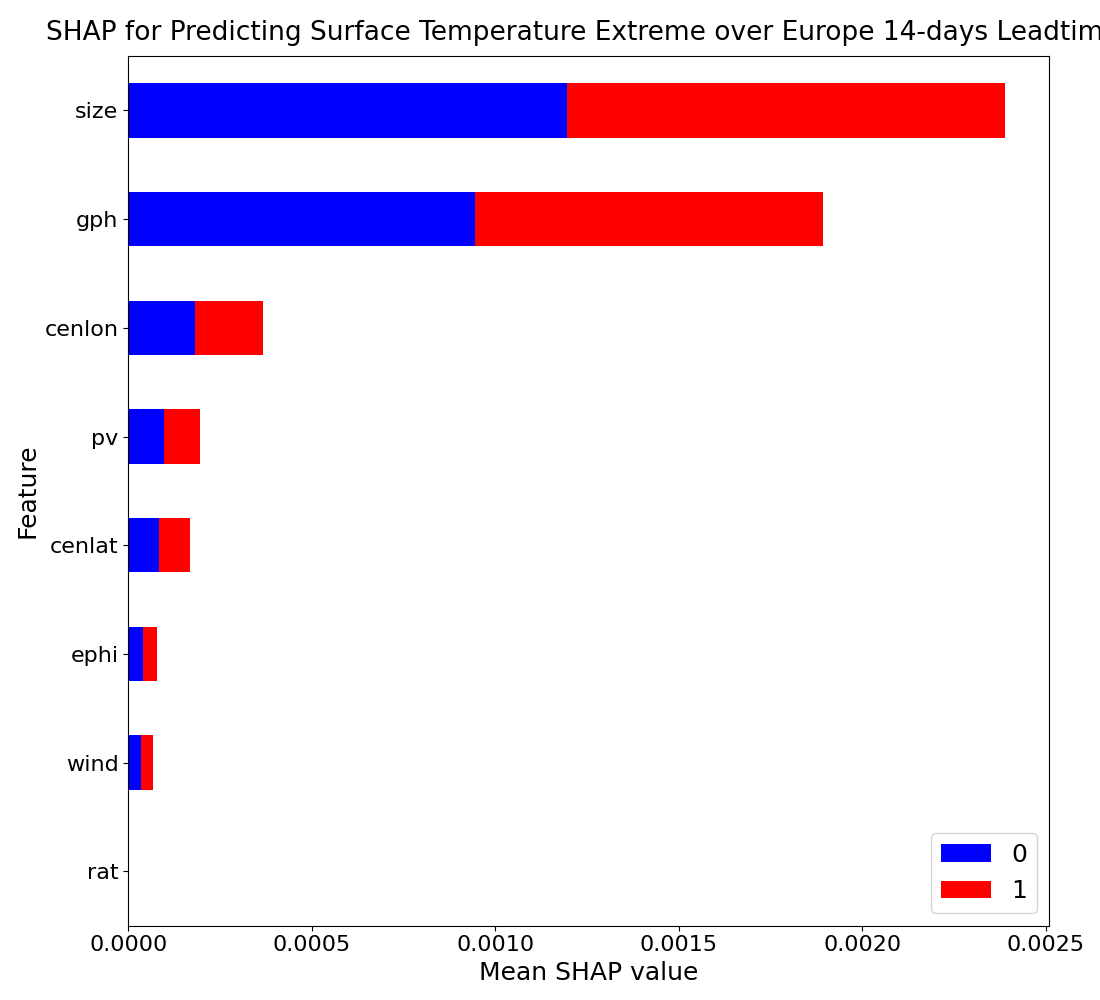 SHAP for Predicting Surface Temperature Extreme over Europe 14-days Leadtim
size
gph
cenlon
pv
cenlat
ephi
wind
rat
Feature
0
1
0.0000 0.0005 0.0010 0.0015 0.0020 0.0025
Mean SHAP value